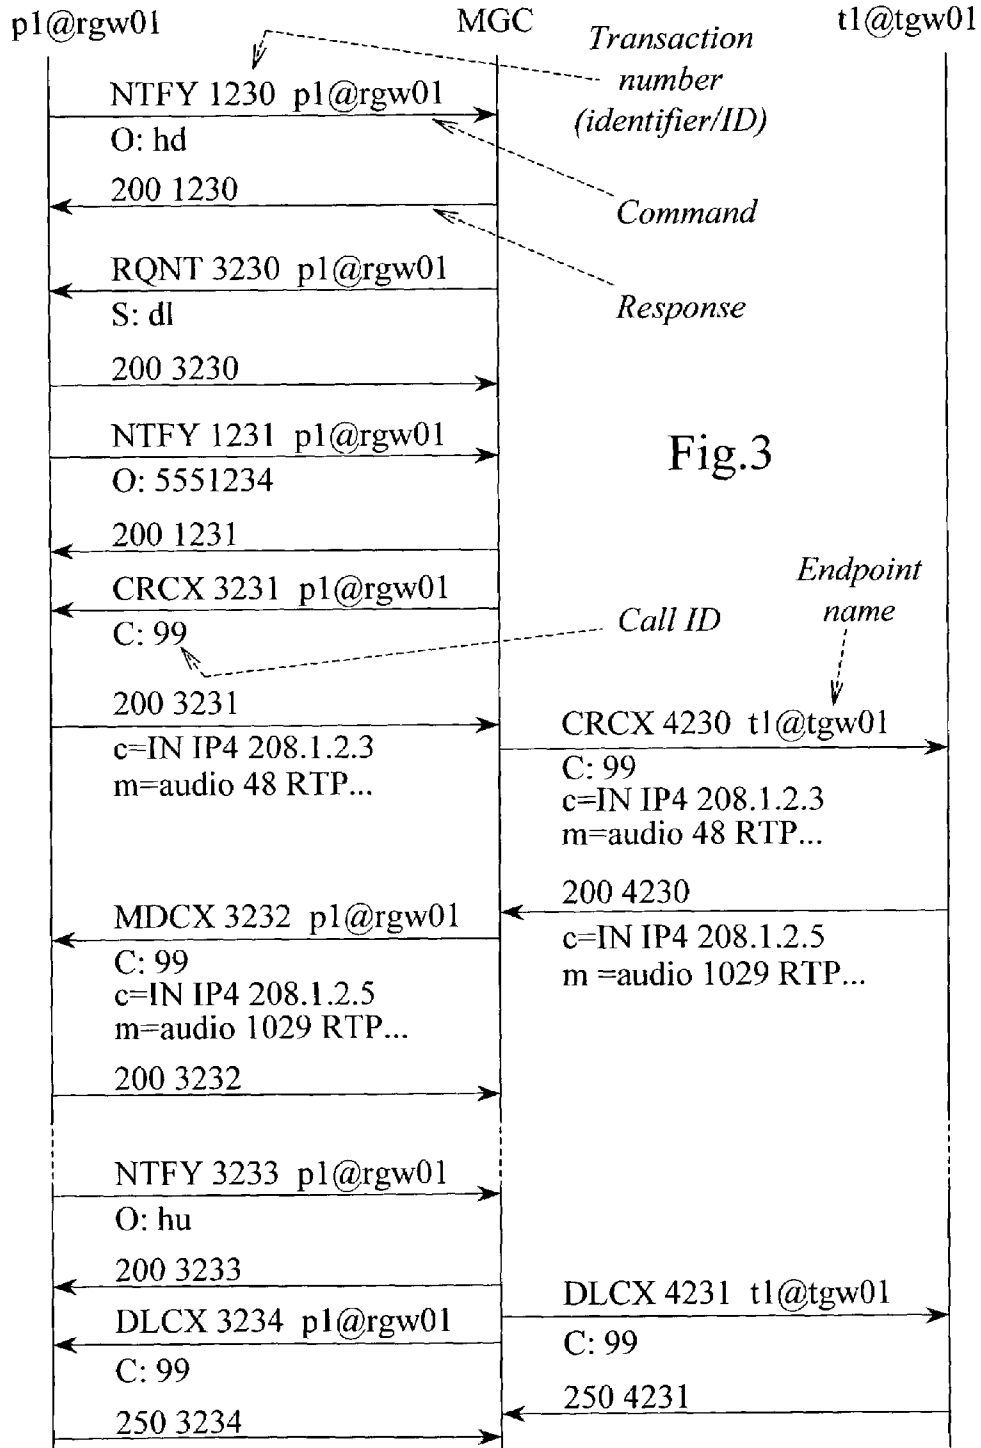 p1@rgw01 MGC t1@tgw01
Transaction
number
(identifier/ID)
NTFY 1230 p1@rgw01
O: hd
200 1230
Command
RQNT 3230 p1@rgw01
Response
S: dl
200 3230
NTFY 1231 p1@rgw01
Fig.3
O: 5551234
200 1231
CRCX 3231 p1@rgw01
Endpoint
name
C: 99
Call ID
200 3231
CRCX 4230 t1@tgw01
c=IN IP4 208.1.2.3
m=audio 48 RTP...
C: 99
c=IN IP4 208.1.2.3
m=audio 48 RTP...
200 4230
MDCX 3232 p1@rgw01
c=IN IP4 208.1.2.5
m =audio 1029 RTP...
C: 99
c=IN IP4 208.1.2.5
m=audio 1029 RTP...
200 3232
NTFY 3233 p1@rgw01
O: hu
200 3233
DLCX 4231 t1@tgw01
DLCX 3234 p1@rgw01
C: 99
C: 99
250 4231
250 3234